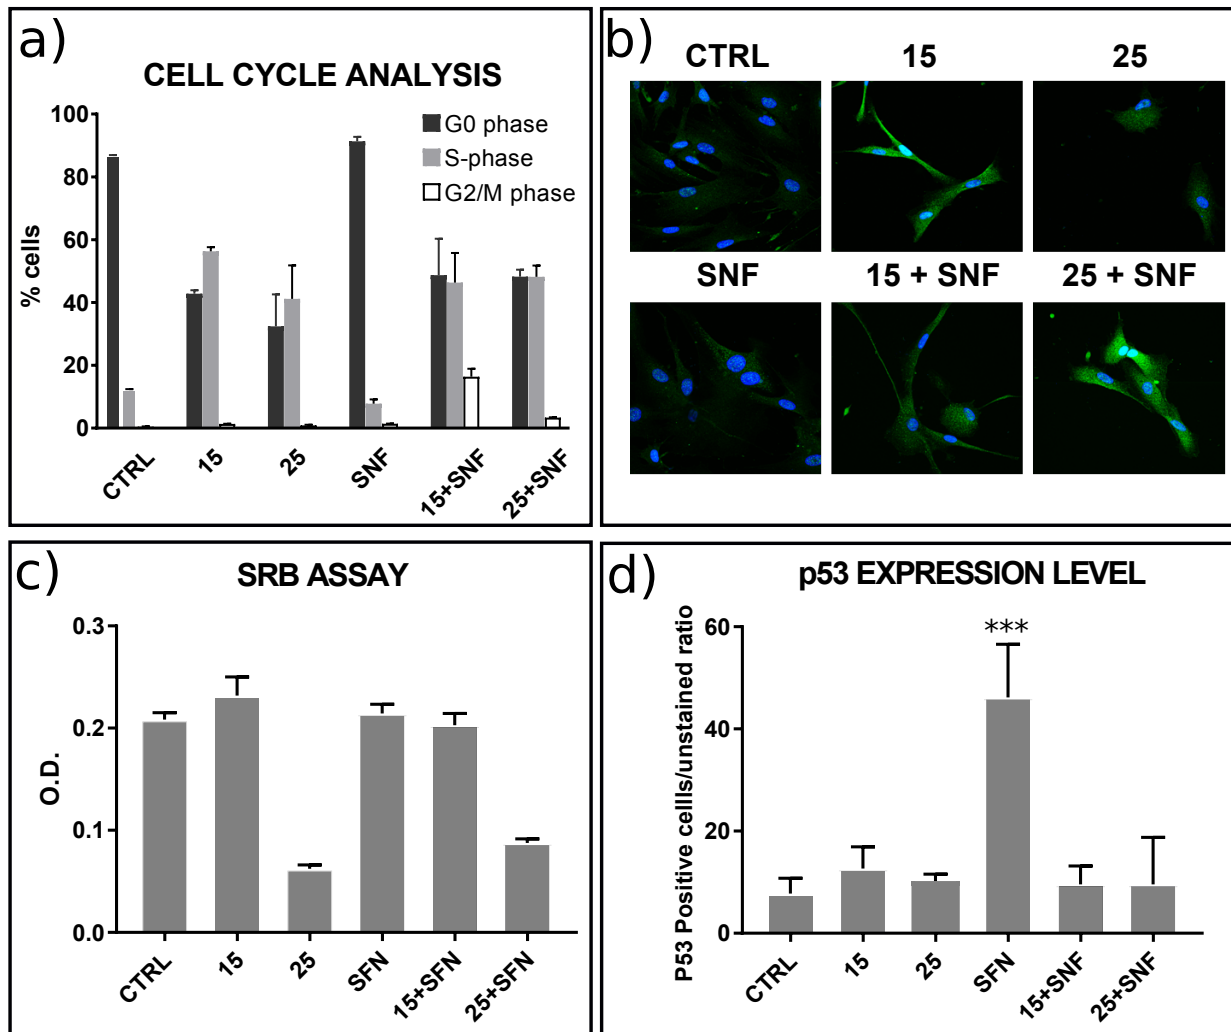 a)
CELL CYCLE ANALYSIS
% cells
100
80
60
40
20
0
G0 phase
S-phase
G2/M phase
CTRL
15
25
SNF
15+SNF
25+SNF
b)
CTRL 15 25
SNF 15 + SNF 25 + SNF
c)
SRB ASSAY
O.D.
0.3
0.2
0.1
0.0
CTRL
15
25
SFN
15+SFN
25+SFN
d)
p53 EXPRESSION LEVEL
P53 Positive cellls/unstained ratio
60
40
20
0
***
CTRL
15
25
SFN
15+SNF
25+SNF